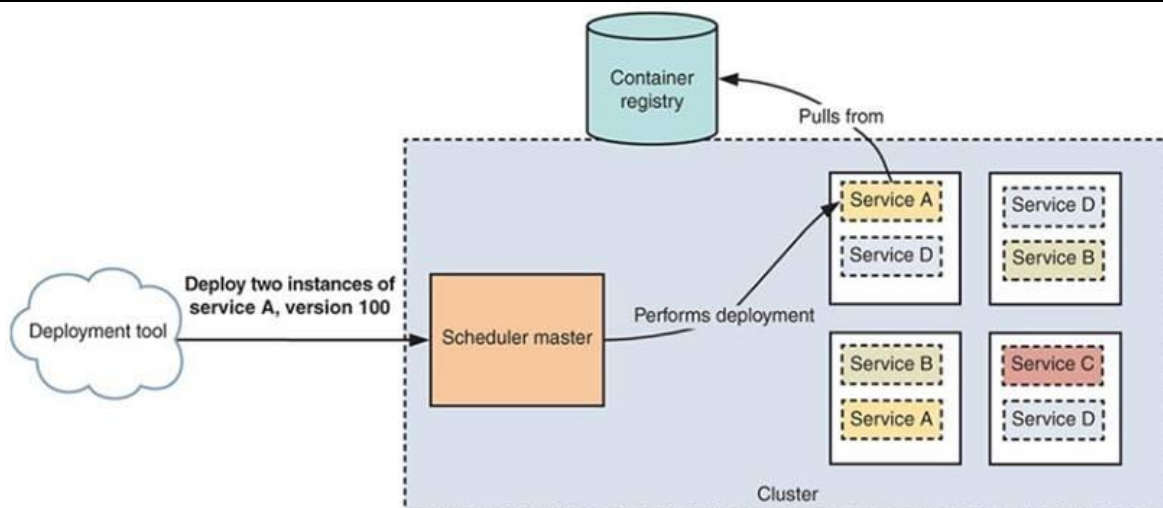 Container
registry
Pulls from
Service A
Service D
Service D
Service B
Deploy two instances of
service A, version 100
Deployment tool
Scheduler master
Performs deployment
Service B
Service A
Service C
Service D
Cluster